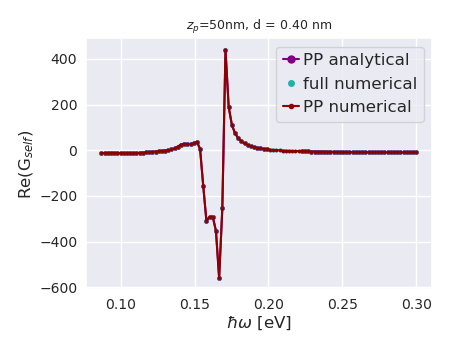 z_p=50nm, d = 0.40 nm
PP analytical
full numerical
PP numerical
400
200
0
−200
−400
−600
Re(G_self)
0.10 0.15 0.20 0.25 0.30
ħω [eV]